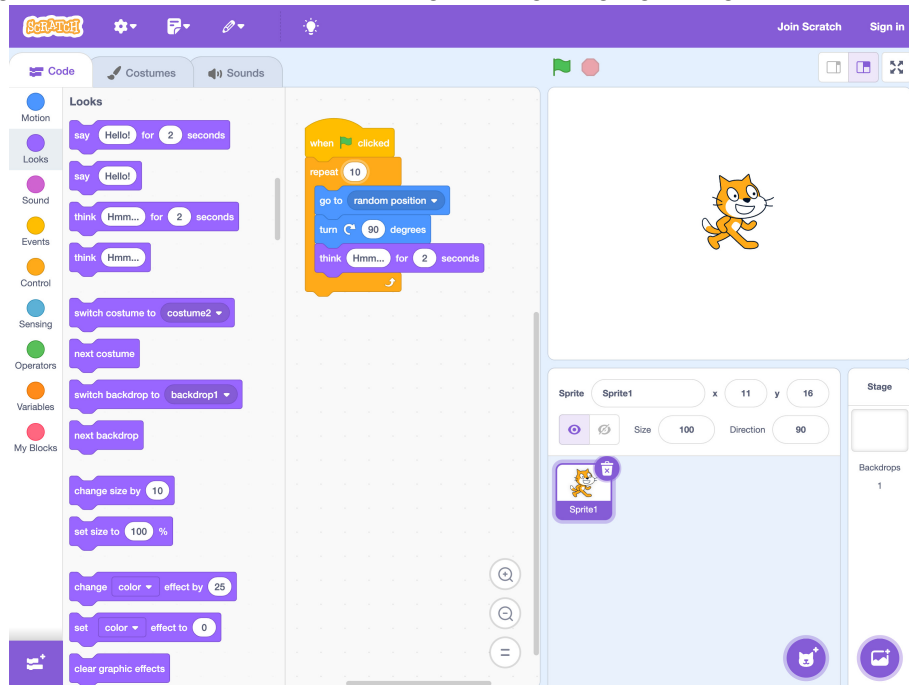 SCRATCH
Join Scratch
Sign in
Code
Costumes
Sounds
Motion
Looks
Sound
Events
Control
Sensing
Operators
Variables
My Blocks
Looks
say Hello! for 2 seconds
say Hello!
think Hmm... for 2 seconds
think Hmm...
switch costume to costume2
next costume
switch backdrop to backdrop1
next backdrop
change size by 10
set size to 100 %
change color effect by 25
set color effect to 0
clear graphic effects
when clicked
repeat 10
go to random position
turn 90 degrees
think Hmm... for 2 seconds
Sprite Sprite1 x 11 y 16
Size 100 Direction 90
Sprite1
Stage
Backdrops
1